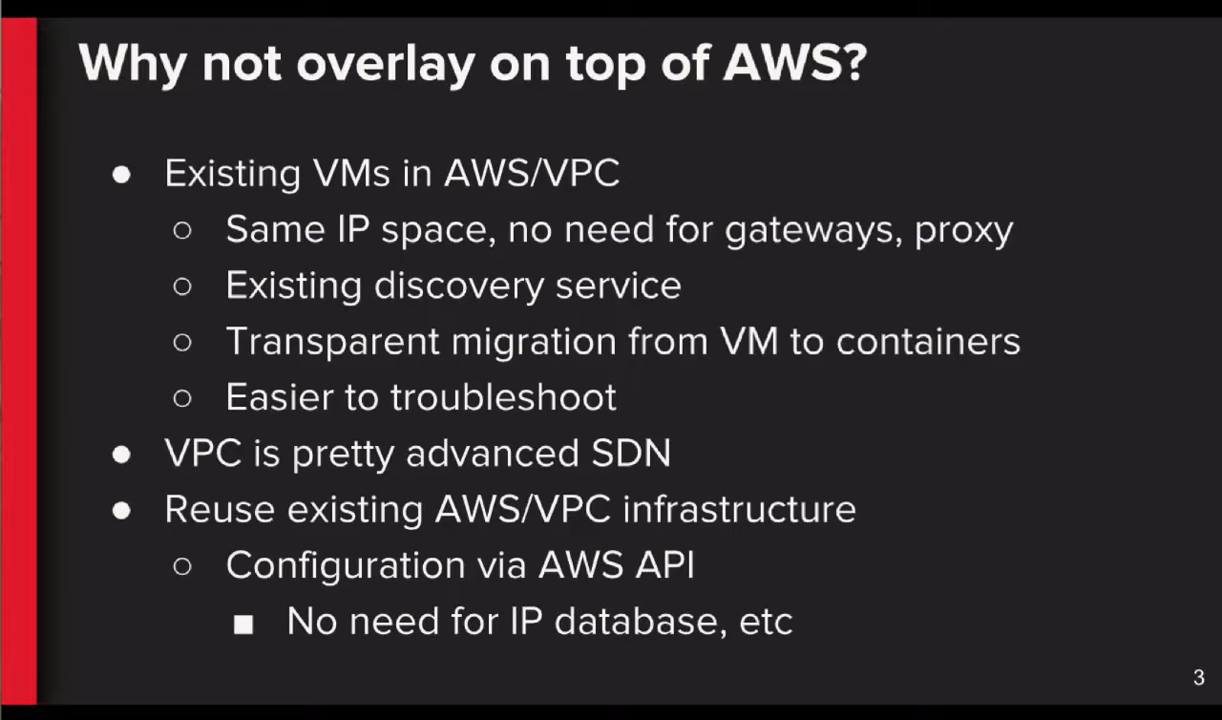 Why not overlay on top of AWS?
● Existing VMs in AWS/VPC
○ Same IP space, no need for gateways, proxy
○ Existing discovery service
○ Transparent migration from VM to containers
○ Easier to troubleshoot
● VPC is pretty advanced SDN
● Reuse existing AWS/VPC infrastructure
○ Configuration via AWS API
■ No need for IP database, etc
3